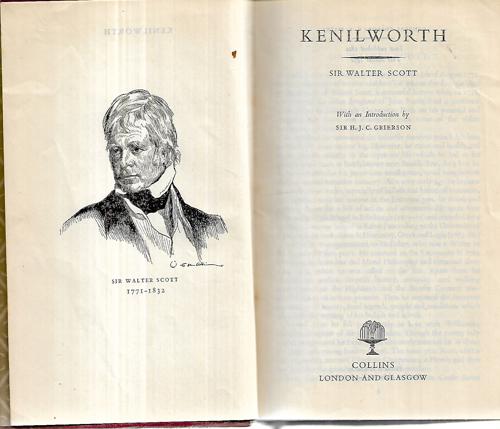 SIR WALTER SCOTT
1771-1832
KENILWORTH
SIR WALTER SCOTT
With an Introduction by
SIR H. J. C. GRIERSON
COLLINS
LONDON AND GLASGOW